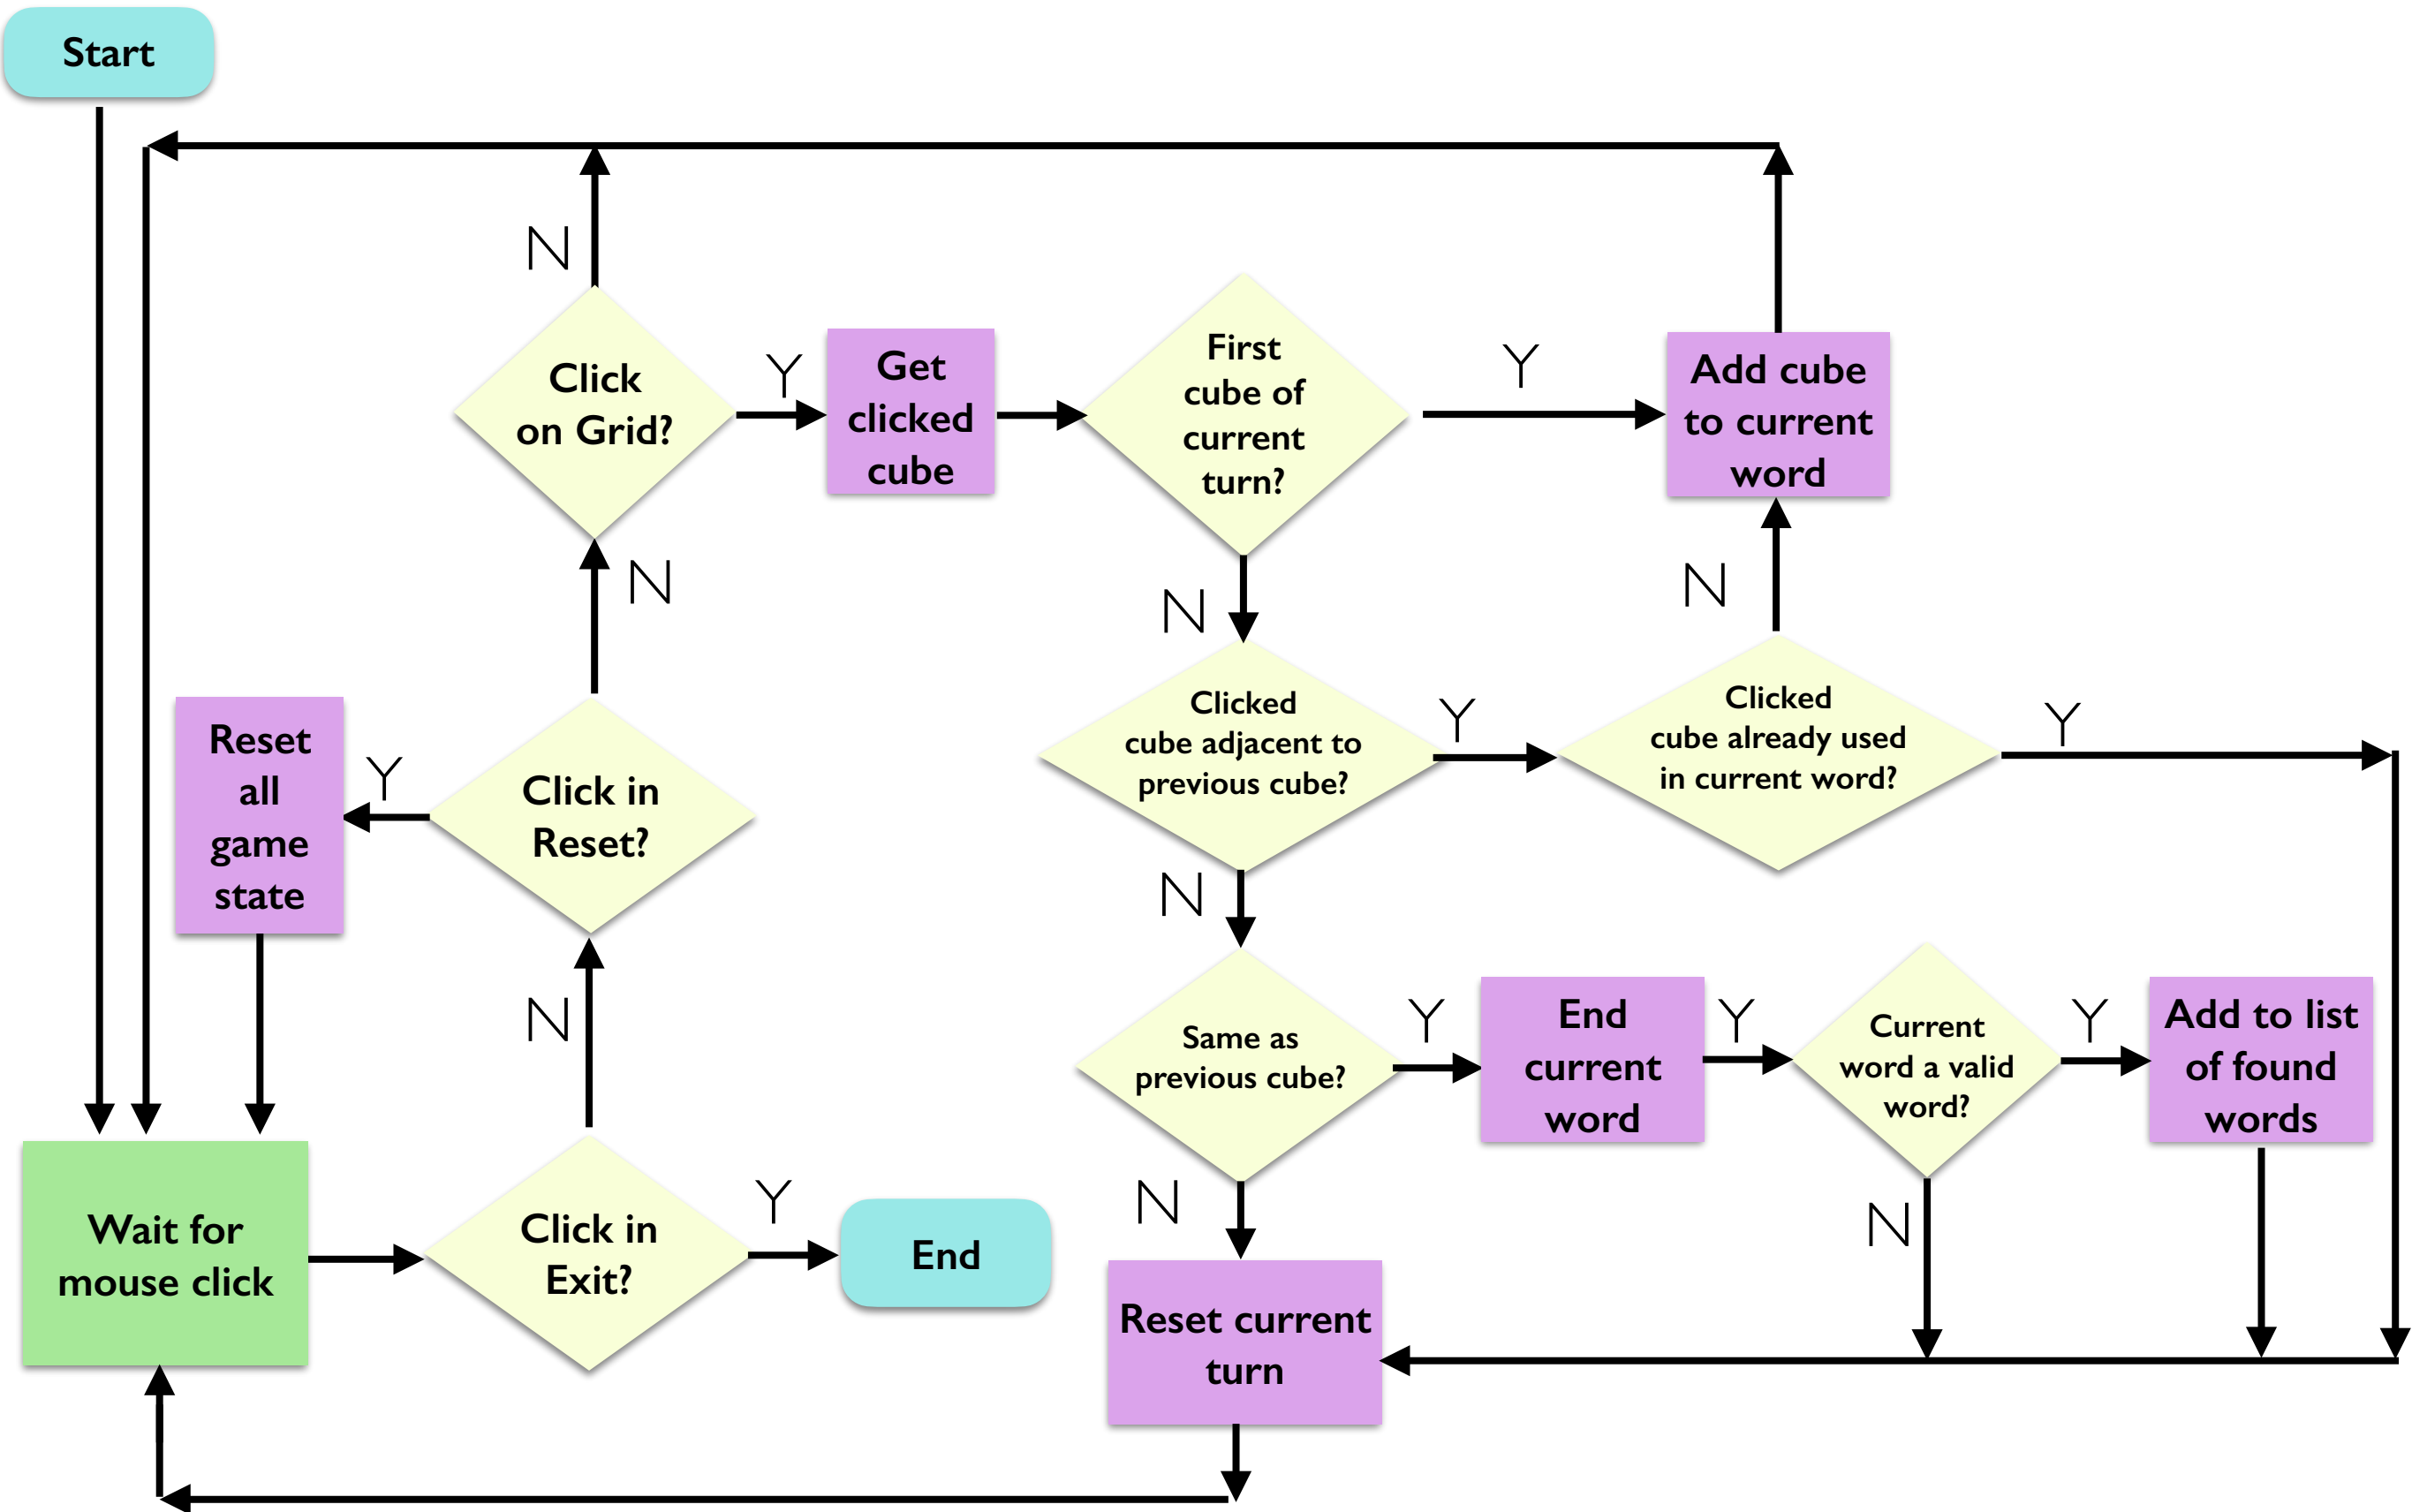 Start
N
Click
on Grid?
Y
Get
clicked
cube
First
cube of
current
turn?
Y
Add cube
to current
word
N
N
N
Reset
all
game
state
Y
Click in
Reset?
Clicked
cube adjacent to
previous cube?
Y
Clicked
cube already used
in current word?
Y
N
N
Same as
previous cube?
Y
End
current
word
Y
Current
word a valid
word?
Y
Add to list
of found
words
Wait for
mouse click
Click in
Exit?
Y
End
N
N
Reset current
turn